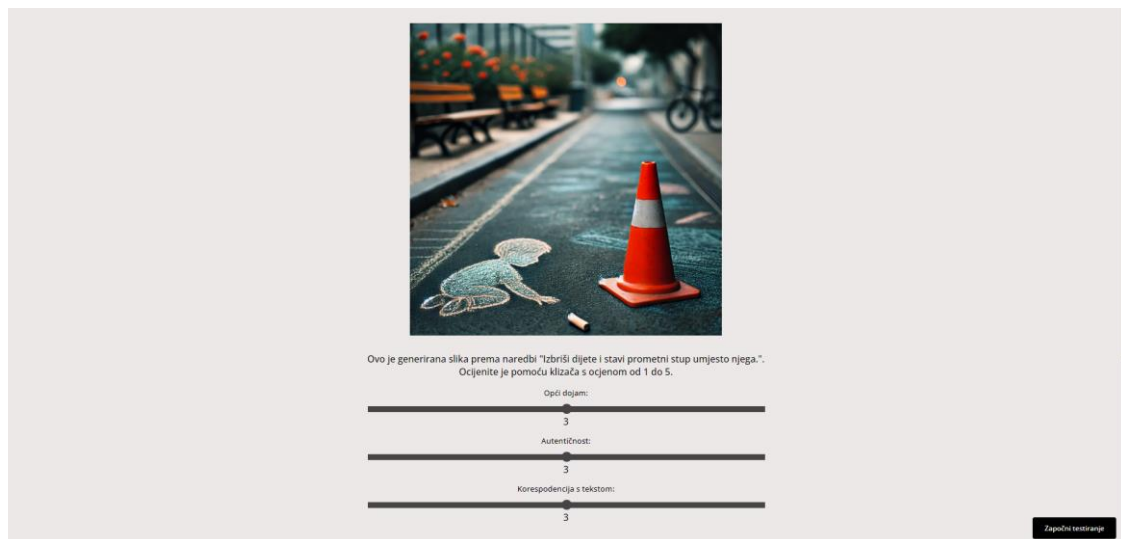 Ovo je generirana slika prema naredbi "Izbriši dijete i stavi prometni stup umjesto njega.".
Ocijenite je pomoću klizača s ocjenom od 1 do 5.
Opći dojam:
3
Autentičnost:
3
Korespodencija s tekstom:
3
Započni testiranje